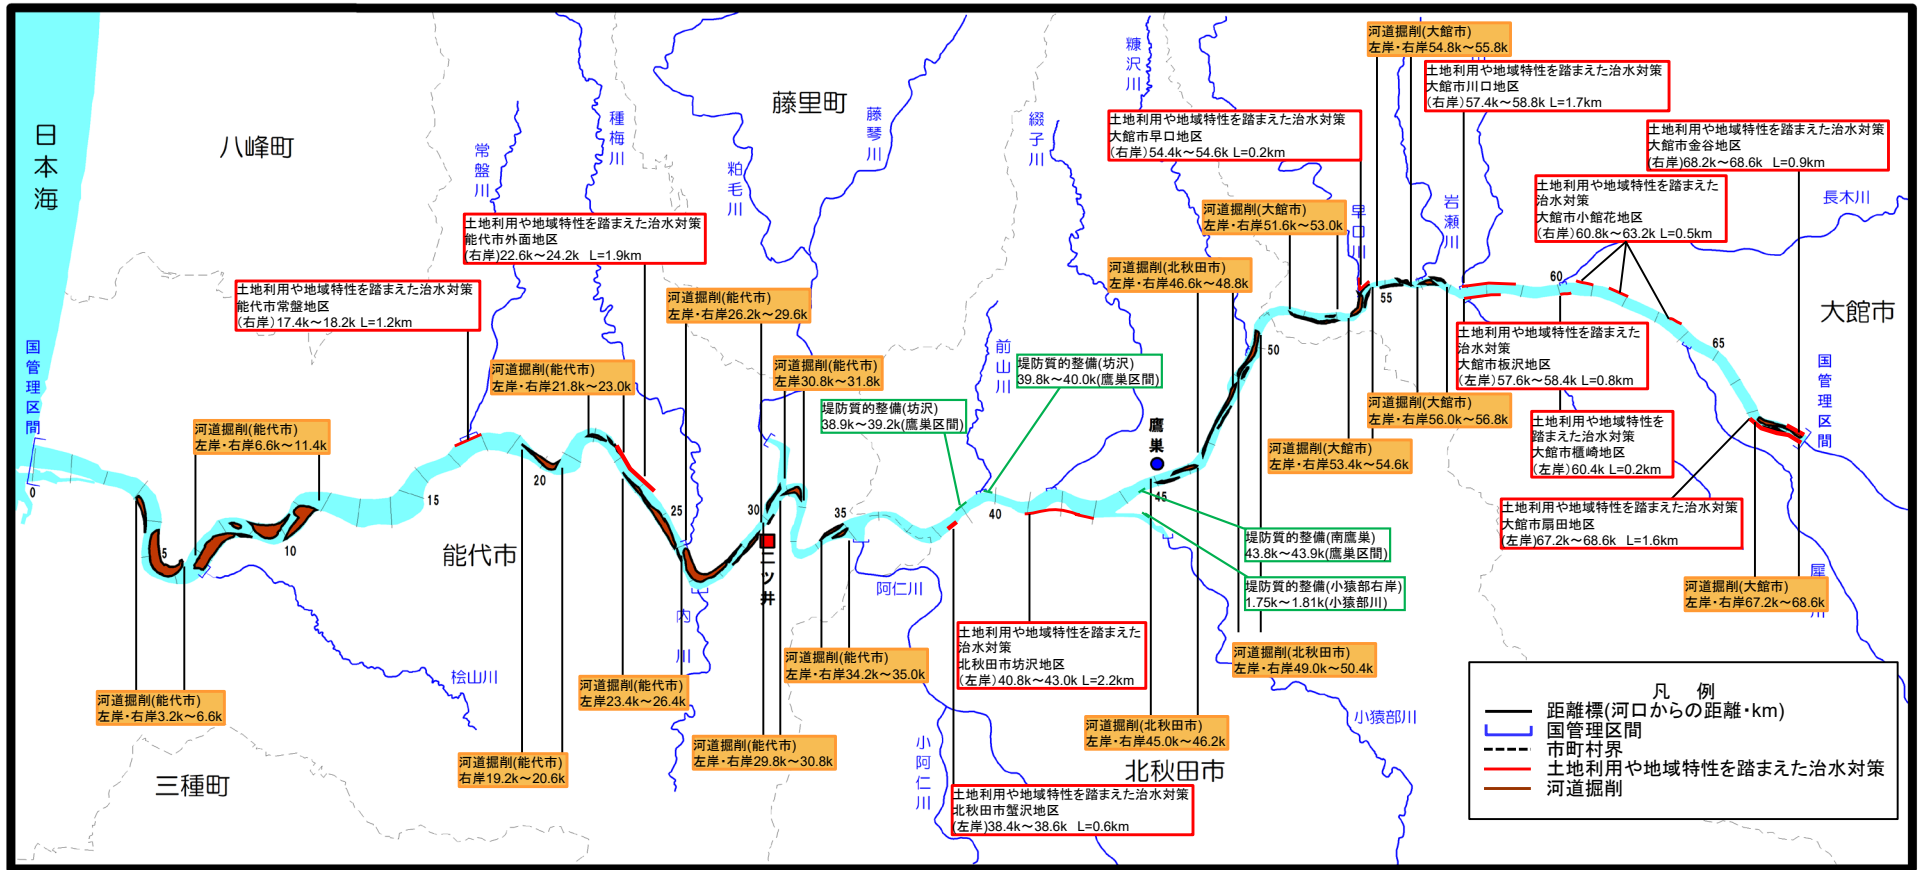 日本海
八峰町
藤里町
常盤川
種梅川
粕毛川
藤琴川
綴子川
糠沢川
早口川
岩瀬川
長木川
大館市
国管理区間
国管理区間
前山川
鷹巣
能代市
二ツ井
内川
阿仁川
小阿仁川
桧山川
三種町
北秋田市
小猿部川
犀川
0
5
10
15
20
25
30
35
40
45
50
55
60
65
河道掘削(大館市)
左岸・右岸54.8k～55.8k
土地利用や地域特性を踏まえた治水対策
大館市川口地区
(右岸)57.4k～58.8k L=1.7km
土地利用や地域特性を踏まえた治水対策
大館市早口地区
(右岸)54.4k～54.6k L=0.2km
土地利用や地域特性を踏まえた治水対策
大館市金谷地区
(右岸)68.2k～68.6k L=0.9km
土地利用や地域特性を踏まえた
治水対策
大館市小館花地区
(右岸)60.8k～63.2k L=0.5km
河道掘削(大館市)
左岸・右岸51.6k～53.0k
土地利用や地域特性を踏まえた治水対策
能代市外面地区
(右岸)22.6k～24.2k L=1.9km
河道掘削(北秋田市)
左岸・右岸46.6k～48.8k
土地利用や地域特性を踏まえた治水対策
能代市常盤地区
(右岸)17.4k～18.2k L=1.2km
河道掘削(能代市)
左岸・右岸26.2k～29.6k
土地利用や地域特性を踏まえた
治水対策
大館市板沢地区
(左岸)57.6k～58.4k L=0.8km
河道掘削(能代市)
左岸・右岸21.8k～23.0k
河道掘削(能代市)
左岸30.8k～31.8k
堤防質的整備(坊沢)
39.8k～40.0k(鷹巣区間)
堤防質的整備(坊沢)
38.9k～39.2k(鷹巣区間)
河道掘削(大館市)
左岸・右岸56.0k～56.8k
河道掘削(能代市)
左岸・右岸6.6k～11.4k
土地利用や地域特性を
踏まえた治水対策
大館市櫃崎地区
(左岸)60.4k L=0.2km
河道掘削(大館市)
左岸・右岸53.4k～54.6k
土地利用や地域特性を踏まえた治水対策
大館市扇田地区
(左岸)67.2k～68.6k L=1.6km
堤防質的整備(南鷹巣)
43.8k～43.9k(鷹巣区間)
堤防質的整備(小猿部右岸)
1.75k～1.81k(小猿部川)
河道掘削(大館市)
左岸・右岸67.2k～68.6k
土地利用や地域特性を踏まえた
治水対策
北秋田市坊沢地区
(左岸)40.8k～43.0k L=2.2km
河道掘削(北秋田市)
左岸・右岸49.0k～50.4k
河道掘削(能代市)
左岸・右岸34.2k～35.0k
河道掘削(能代市)
左岸23.4k～26.4k
河道掘削(能代市)
左岸・右岸3.2k～6.6k
河道掘削(北秋田市)
左岸・右岸45.0k～46.2k
河道掘削(能代市)
左岸・右岸29.8k～30.8k
河道掘削(能代市)
右岸19.2k～20.6k
土地利用や地域特性を踏まえた治水対策
北秋田市蟹沢地区
(左岸)38.4k～38.6k L=0.6km
凡 例
距離標(河口からの距離・km)
国管理区間
市町村界
土地利用や地域特性を踏まえた治水対策
河道掘削